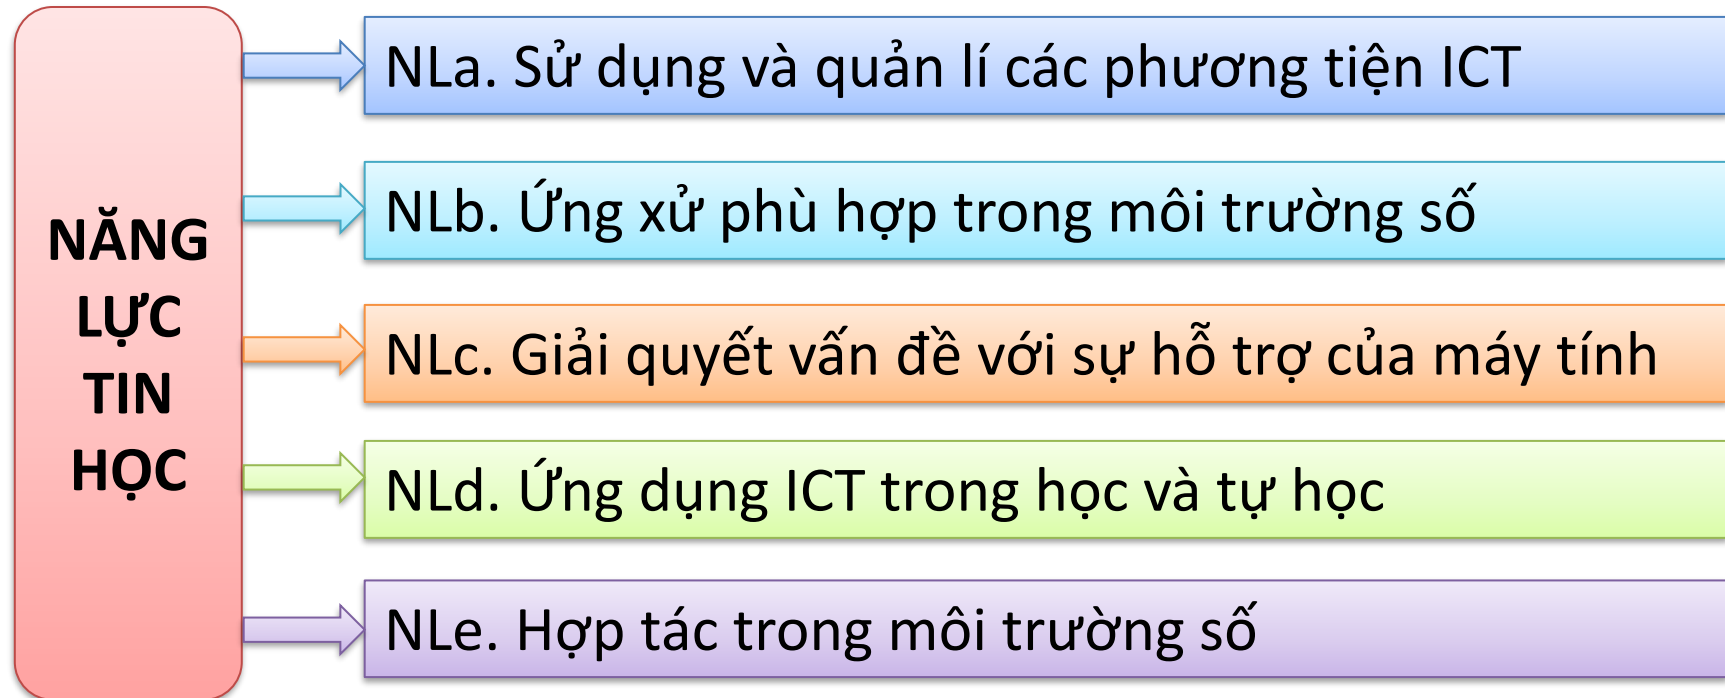 NĂNG
LỰC
TIN
HỌC
NLa. Sử dụng và quản lí các phương tiện ICT
NLb. Ứng xử phù hợp trong môi trường số
NLc. Giải quyết vấn đề với sự hỗ trợ của máy tính
NLd. Ứng dụng ICT trong học và tự học
NLe. Hợp tác trong môi trường số